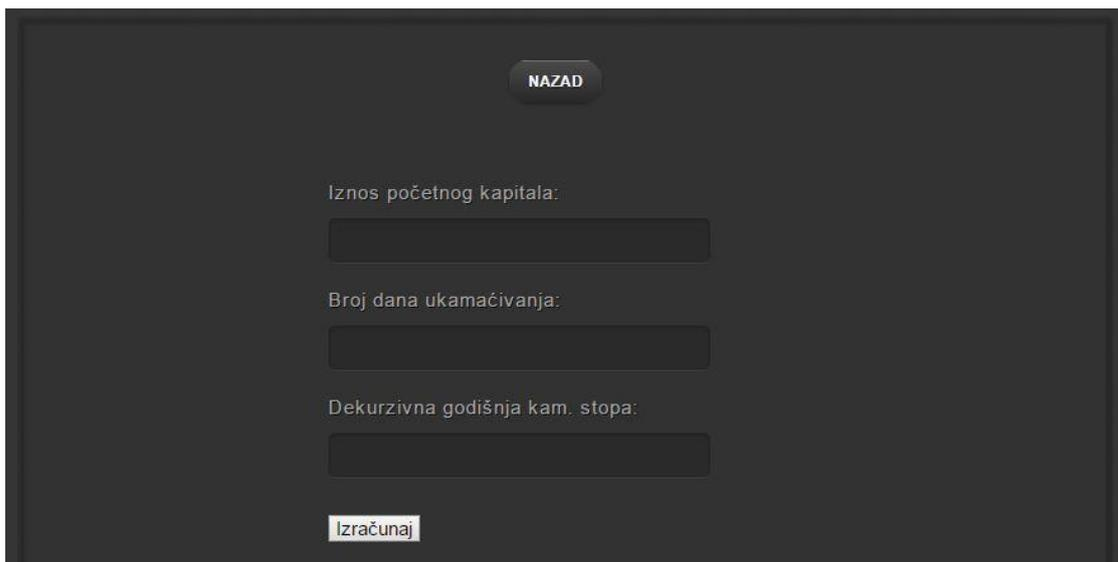 NAZAD
Iznos početnog kapitala:
Broj dana ukamaćivanja:
Dekurzivna godišnja kam. stopa:
Izračunaj